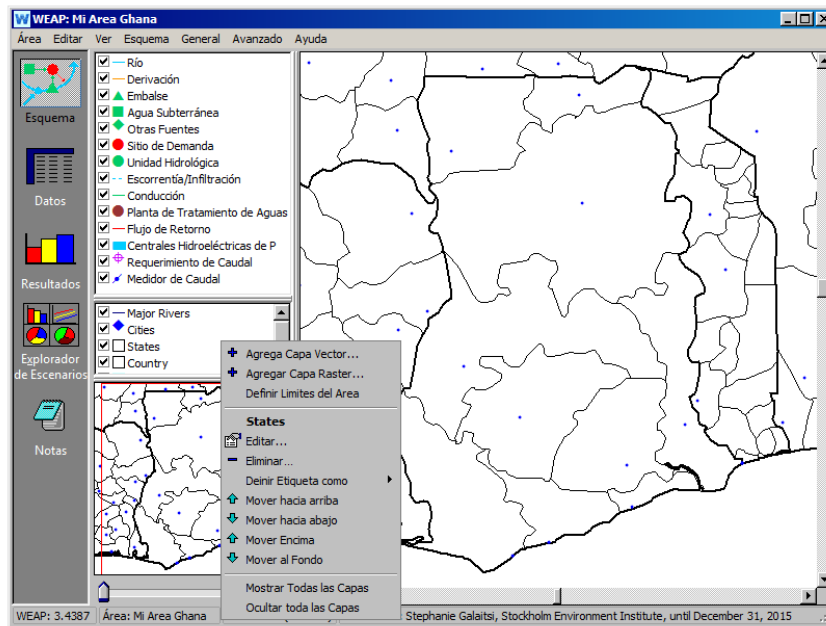 WEAP: Mi Area Ghana
Área Editar Ver Esquema General Avanzado Ayuda
Esquema
Datos
Resultados
Explorador
de Escenarios
Notas
Río
Derivación
Embalse
Agua Subterránea
Otras Fuentes
Sitio de Demanda
Unidad Hidrológica
Escorrentía/Infiltración
Conducción
Planta de Tratamiento de Aguas
Flujo de Retorno
Centrales Hidroeléctricas de P
Requerimiento de Caudal
Medidor de Caudal
Major Rivers
Cities
States
Country
Agrega Capa Vector...
Agregar Capa Raster...
Definir Limites del Area
States
Editar...
Eliminar...
Deinir Etiqueta como
Mover hacia arriba
Mover hacia abajo
Mover Encima
Mover al Fondo
Mostrar Todas las Capas
Ocultar toda las Capas
WEAP: 3.4387 Área: Mi Area Ghana Stephanie Galaitsi, Stockholm Environment Institute, until December 31, 2015